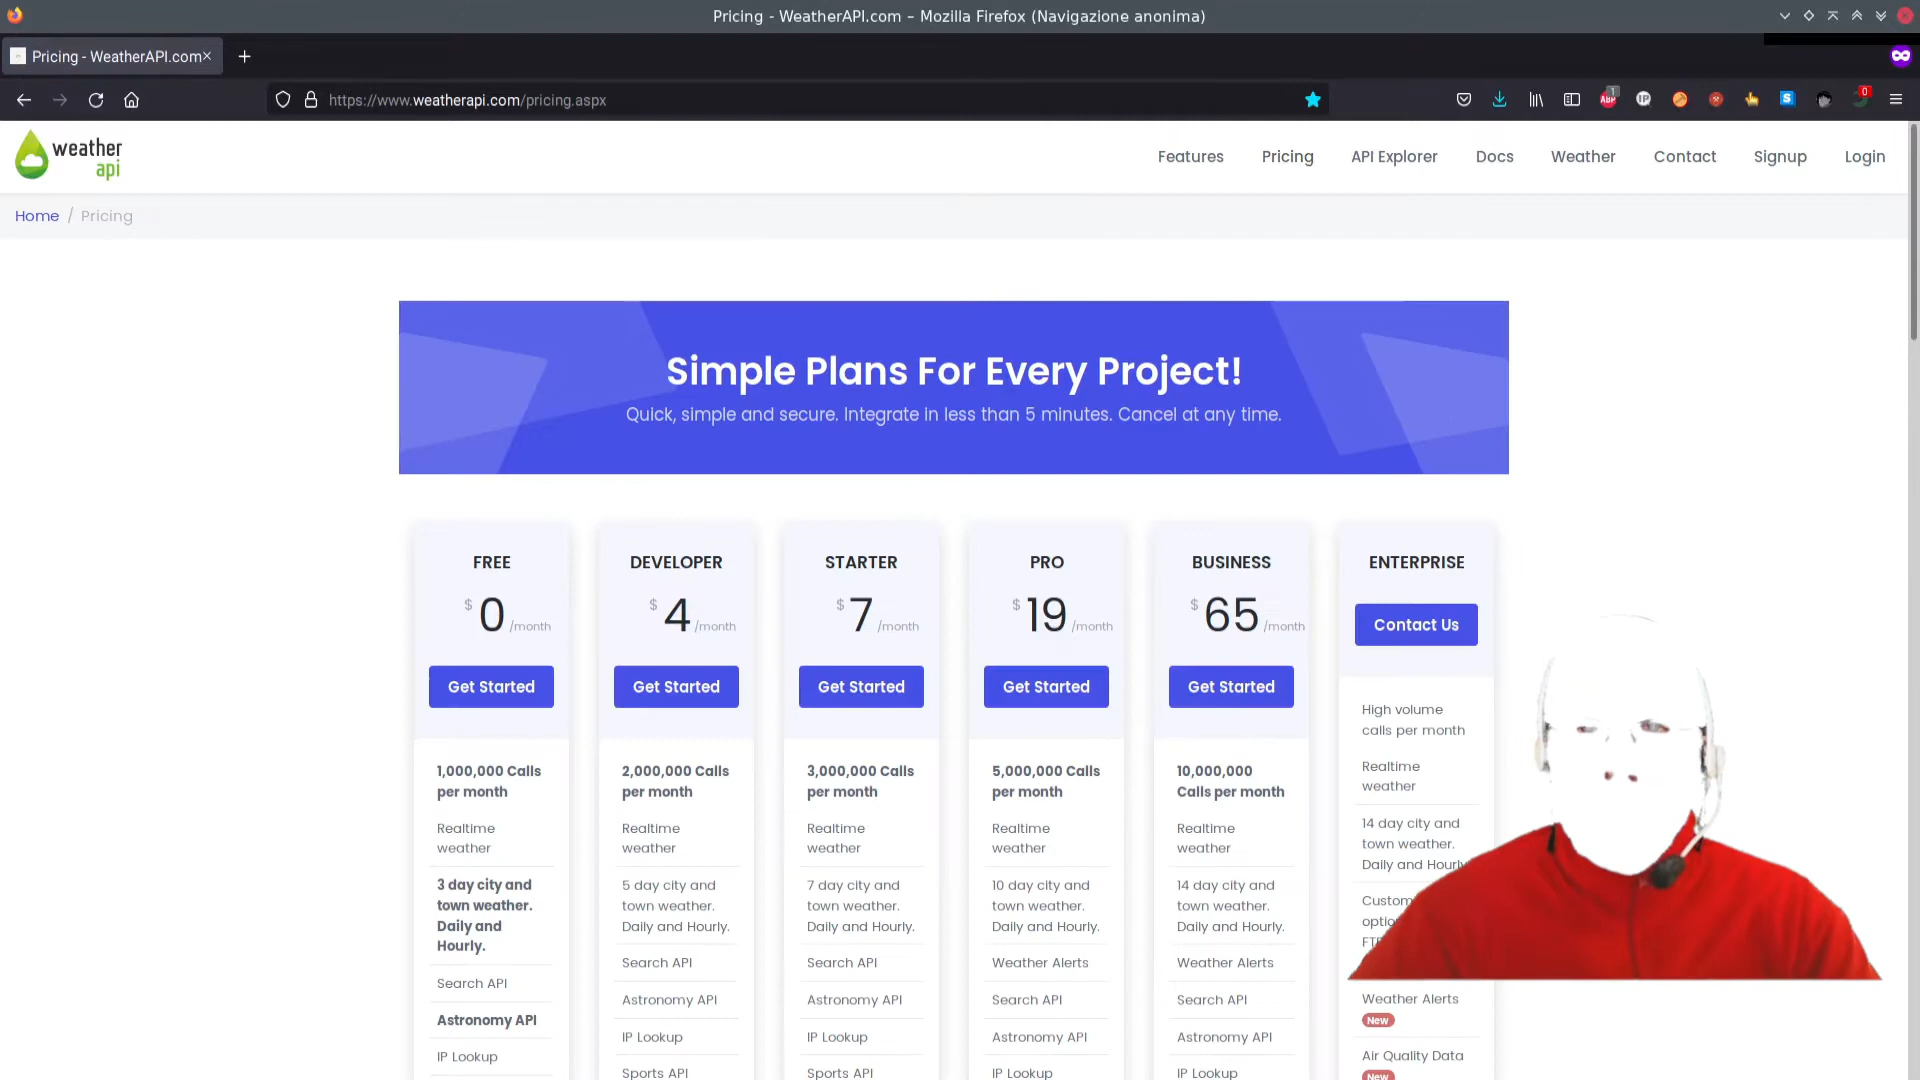 Pricing - WeatherAPI.com – Mozilla Firefox (Navigazione anonima)
Pricing - WeatherAPI.com
https://www.weatherapi.com/pricing.aspx
1
ABP
IP
S
0
weather
api
Features
Pricing
API Explorer
Docs
Weather
Contact
Signup
Login
Home / Pricing
Simple Plans For Every Project!
Quick, simple and secure. Integrate in less than 5 minutes. Cancel at any time.
FREE
$ 0 /month
Get Started
1,000,000 Calls
per month
Realtime
weather
3 day city and
town weather.
Daily and
Hourly.
Search API
Astronomy API
IP Lookup
DEVELOPER
$ 4 /month
Get Started
2,000,000 Calls
per month
Realtime
weather
5 day city and
town weather.
Daily and Hourly.
Search API
Astronomy API
IP Lookup
Sports API
STARTER
$ 7 /month
Get Started
3,000,000 Calls
per month
Realtime
weather
7 day city and
town weather.
Daily and Hourly.
Search API
Astronomy API
IP Lookup
Sports API
PRO
$ 19 /month
Get Started
5,000,000 Calls
per month
Realtime
weather
10 day city and
town weather.
Daily and Hourly.
Weather Alerts
Search API
Astronomy API
IP Lookup
BUSINESS
$ 65 /month
Get Started
10,000,000
Calls per month
Realtime
weather
14 day city and
town weather.
Daily and Hourly.
Weather Alerts
Search API
Astronomy API
IP Lookup
ENTERPRISE
Contact Us
High volume
calls per month
Realtime
weather
14 day city and
town weather.
Daily and Hourly
Weather Alerts
New
Air Quality Data
New